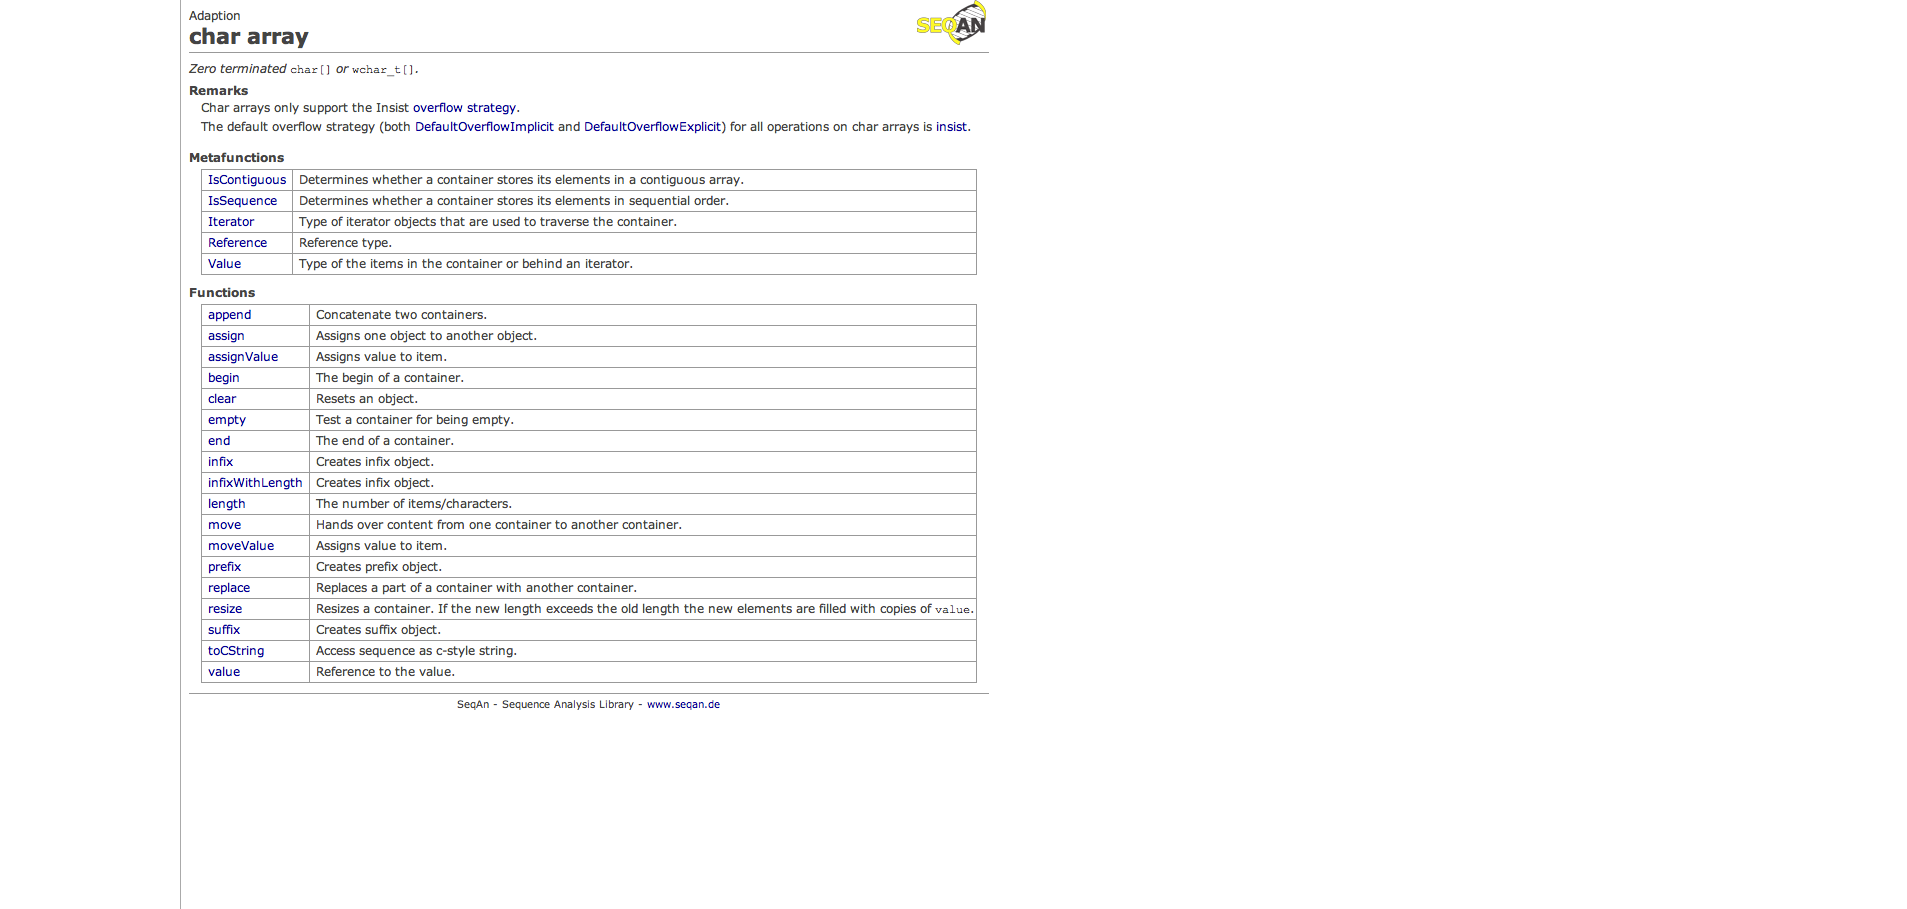 Adaption
char array
SEQAN
Zero terminated char[] or wchar_t[].
Remarks
Char arrays only support the Insist overflow strategy.
The default overflow strategy (both DefaultOverflowImplicit and DefaultOverflowExplicit) for all operations on char arrays is insist.
Metafunctions
IsContiguous Determines whether a container stores its elements in a contiguous array.
IsSequence Determines whether a container stores its elements in sequential order.
Iterator Type of iterator objects that are used to traverse the container.
Reference Reference type.
Value Type of the items in the container or behind an iterator.
Functions
append Concatenate two containers.
assign Assigns one object to another object.
assignValue Assigns value to item.
begin The begin of a container.
clear Resets an object.
empty Test a container for being empty.
end The end of a container.
infix Creates infix object.
infixWithLength Creates infix object.
length The number of items/characters.
move Hands over content from one container to another container.
moveValue Assigns value to item.
prefix Creates prefix object.
replace Replaces a part of a container with another container.
resize Resizes a container. If the new length exceeds the old length the new elements are filled with copies of value.
suffix Creates suffix object.
toCString Access sequence as c-style string.
value Reference to the value.
SeqAn - Sequence Analysis Library - www.seqan.de